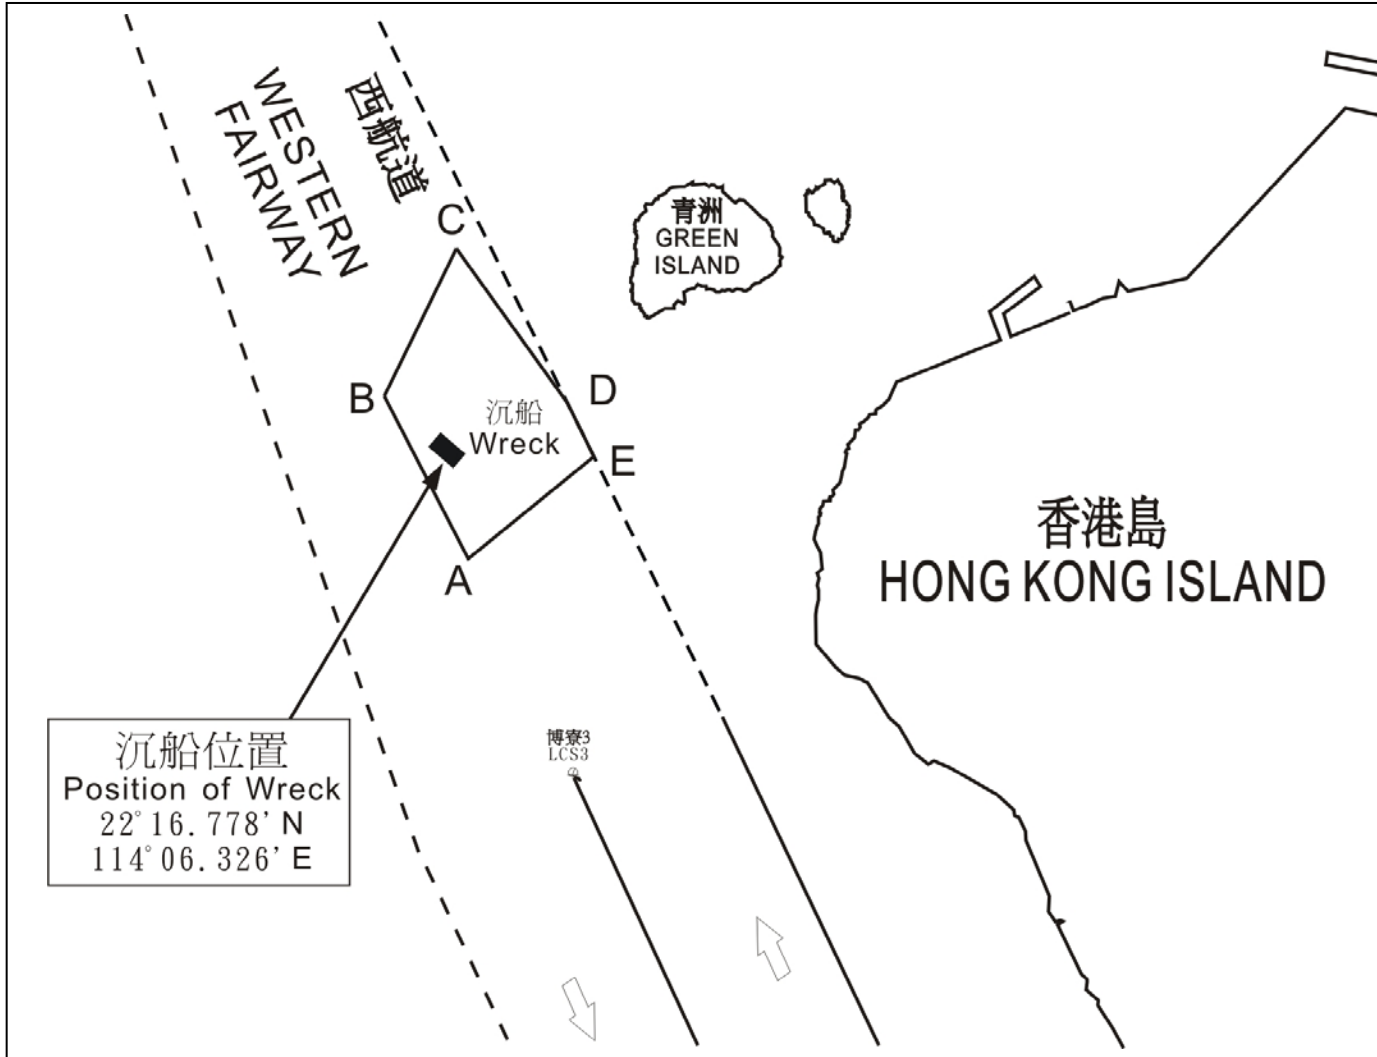 WESTERN
FAIRWAY
西航道
C
青洲
GREEN
ISLAND
B
D
沉船
Wreck
E
A
香港島
HONG KONG ISLAND
博寮3
LCS3
沉船位置
Position of Wreck
22°16.778' N
114°06.326' E